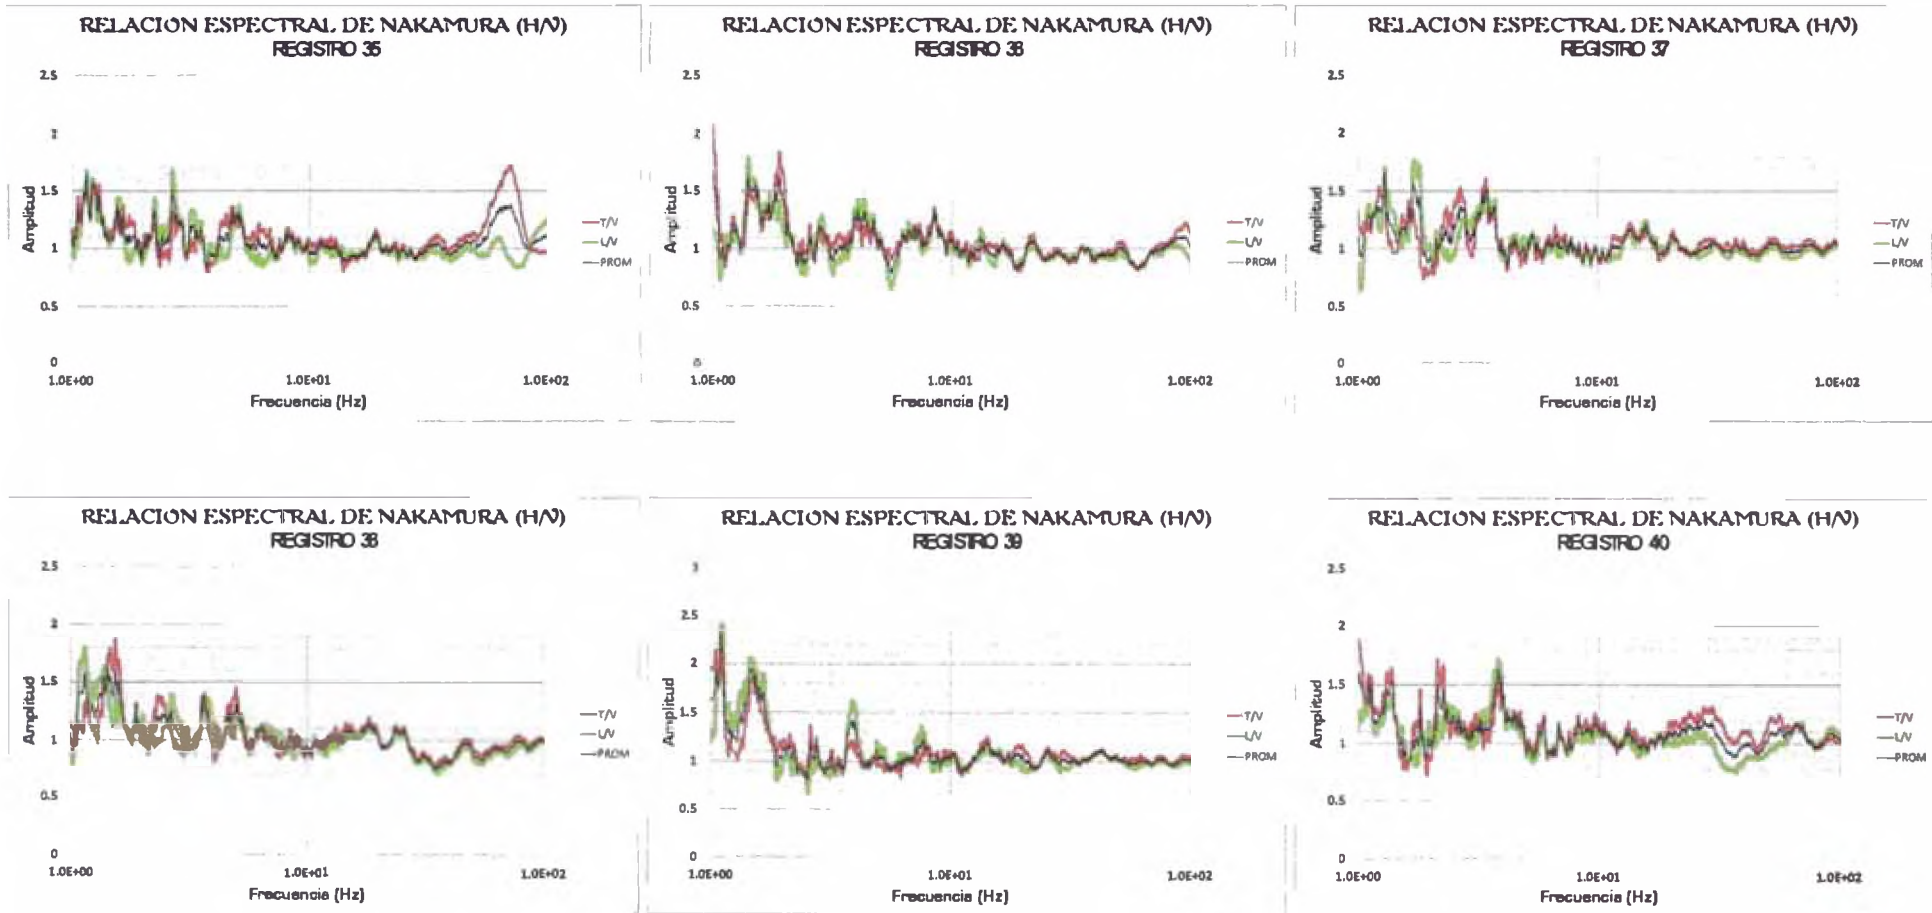 RELACION ESPECTRAL DE NAKAMURA (H/V)
REGISTRO 35
2.5
2
1.5
1
0.5
0
Amplitud
1.0E+00
1.0E+01
1.0E+02
Frecuencia (Hz)
T/V
L/V
PROM
RELACION ESPECTRAL DE NAKAMURA (H/V)
REGISTRO 38
2.5
2
1.5
1
0.5
0
Amplitud
1.0E+00
1.0E+01
1.0E+02
Frecuencia (Hz)
T/V
L/V
PROM
RELACION ESPECTRAL DE NAKAMURA (H/V)
REGISTRO 37
2.5
2
1.5
1
0.5
0
Amplitud
1.0E+00
1.0E+01
1.0E+02
Frecuencia (Hz)
T/V
L/V
PROM
RELACION ESPECTRAL DE NAKAMURA (H/V)
REGISTRO 38
2.5
2
1.5
1
0.5
0
Amplitud
1.0E+00
1.0E+01
1.0E+02
Frecuencia (Hz)
T/V
L/V
PROM
RELACION ESPECTRAL DE NAKAMURA (H/V)
REGISTRO 39
3
2.5
2
1.5
1
0.5
0
Amplitud
1.0E+00
1.0E+01
1.0E+02
Frecuencia (Hz)
T/V
L/V
PROM
RELACION ESPECTRAL DE NAKAMURA (H/V)
REGISTRO 40
2.5
2
1.5
1
0.5
0
Amplitud
1.0E+00
1.0E+01
1.0E+02
Frecuencia (Hz)
T/V
L/V
PROM